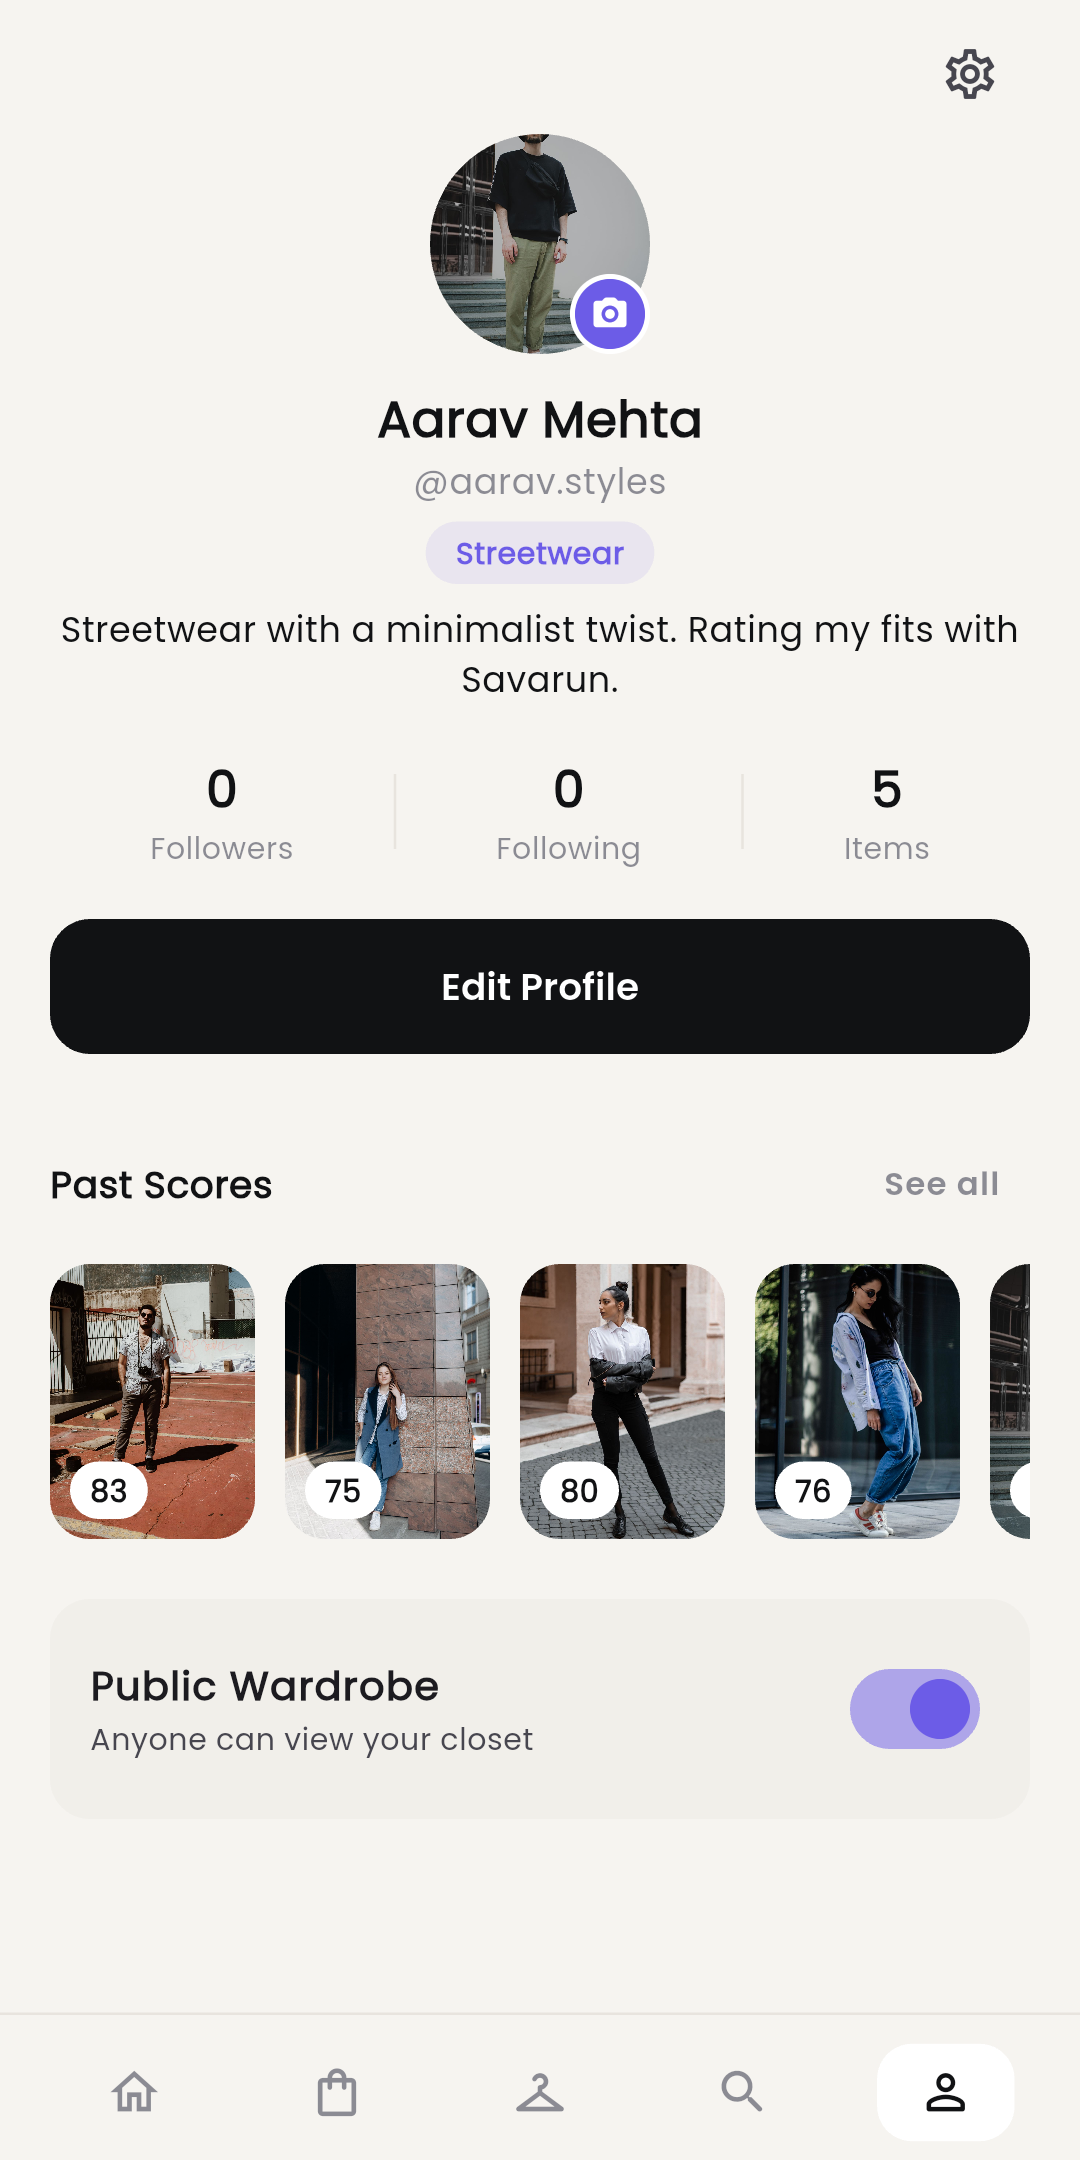 Aarav Mehta
@aarav.styles
Streetwear
Streetwear with a minimalist twist. Rating my fits with
Savarun.
0
0
5
Followers
Following
Items
Edit Profile
Past Scores
See all
83
75
80
76
Public Wardrobe
Anyone can view your closet